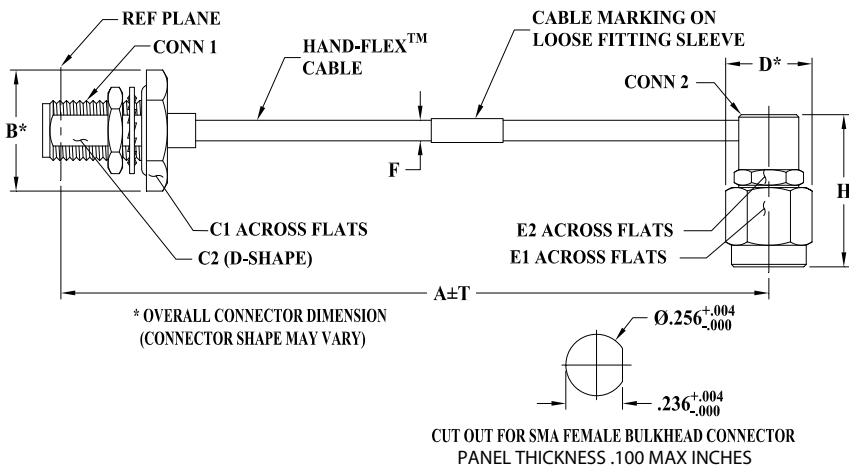 REF PLANE
CONN 1
HAND-FLEX™
CABLE
CABLE MARKING ON
LOOSE FITTING SLEEVE
D*
CONN 2
B*
F
H
C1 ACROSS FLATS
C2 (D-SHAPE)
E2 ACROSS FLATS
E1 ACROSS FLATS
A±T
* OVERALL CONNECTOR DIMENSION
(CONNECTOR SHAPE MAY VARY)
Ø.256 +.004 -.000
.236 +.004 -.000
CUT OUT FOR SMA FEMALE BULKHEAD CONNECTOR
PANEL THICKNESS .100 MAX INCHES